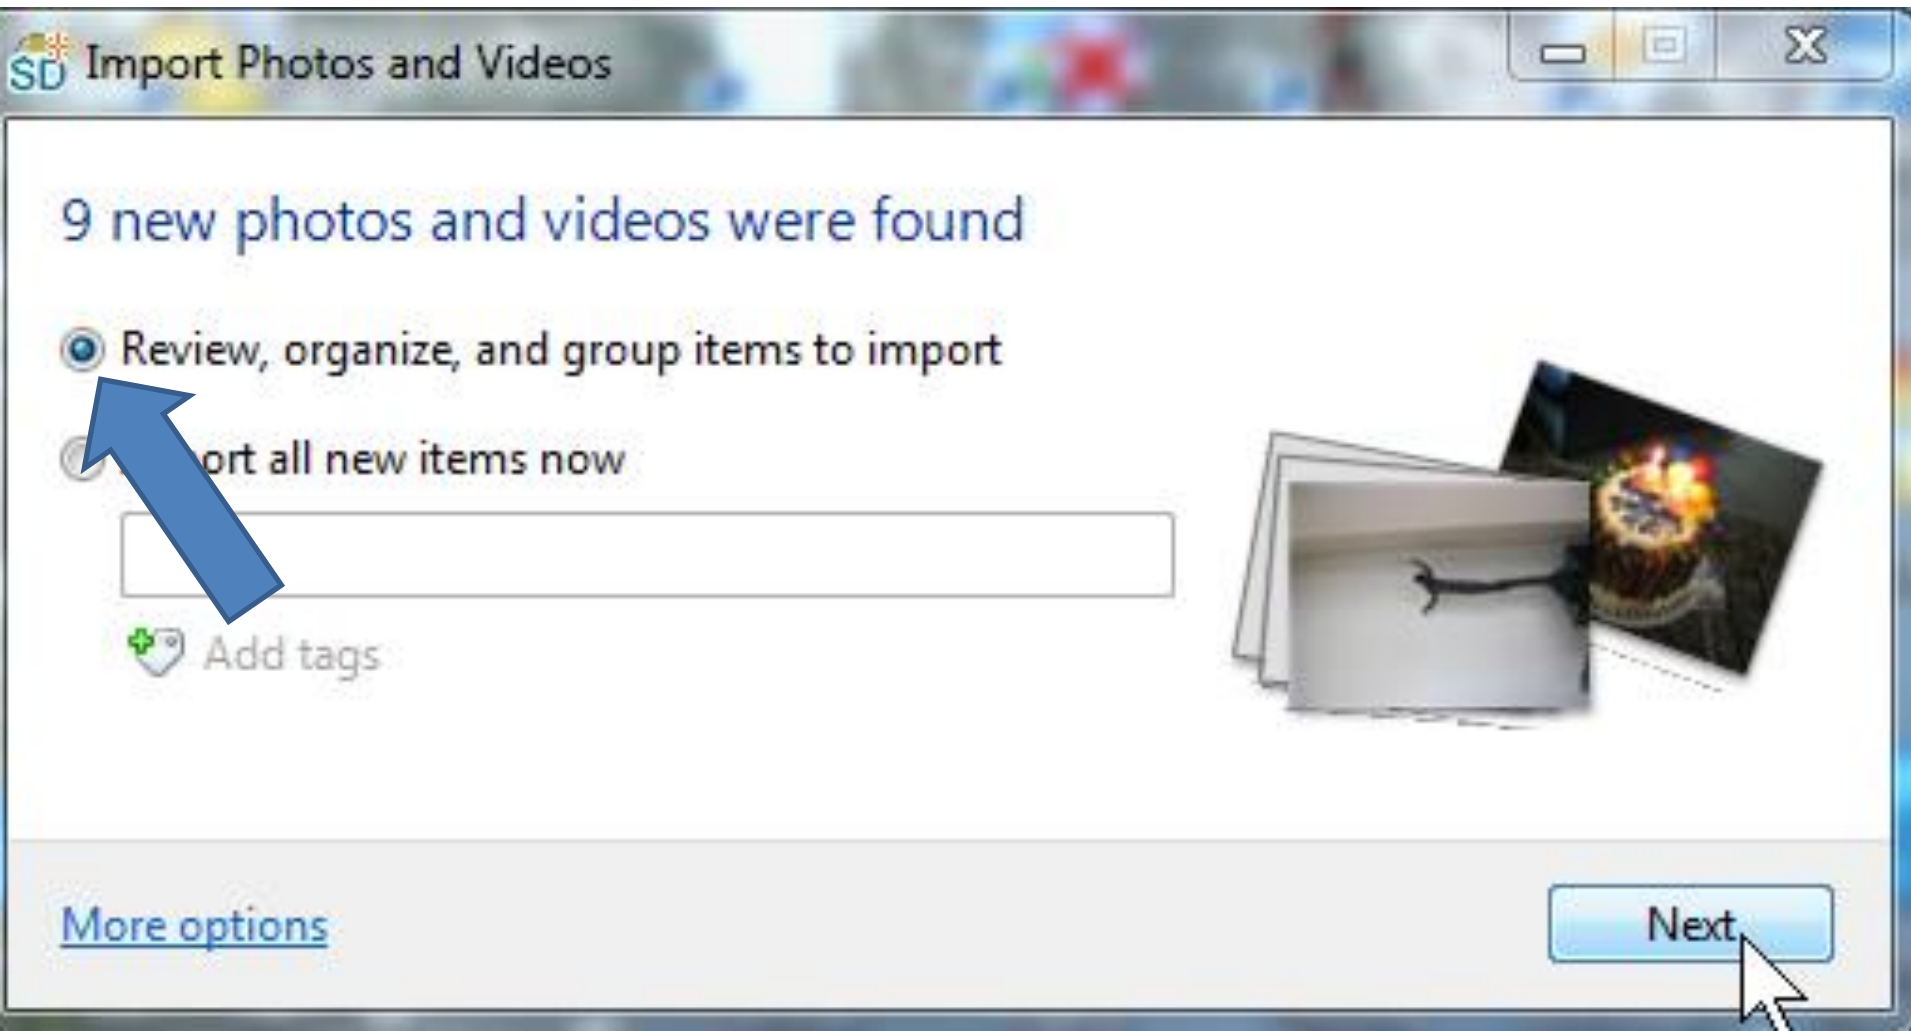 SD Import Photos and Videos
9 new photos and videos were found
Review, organize, and group items to import
ort all new items now
Add tags
More options
Next